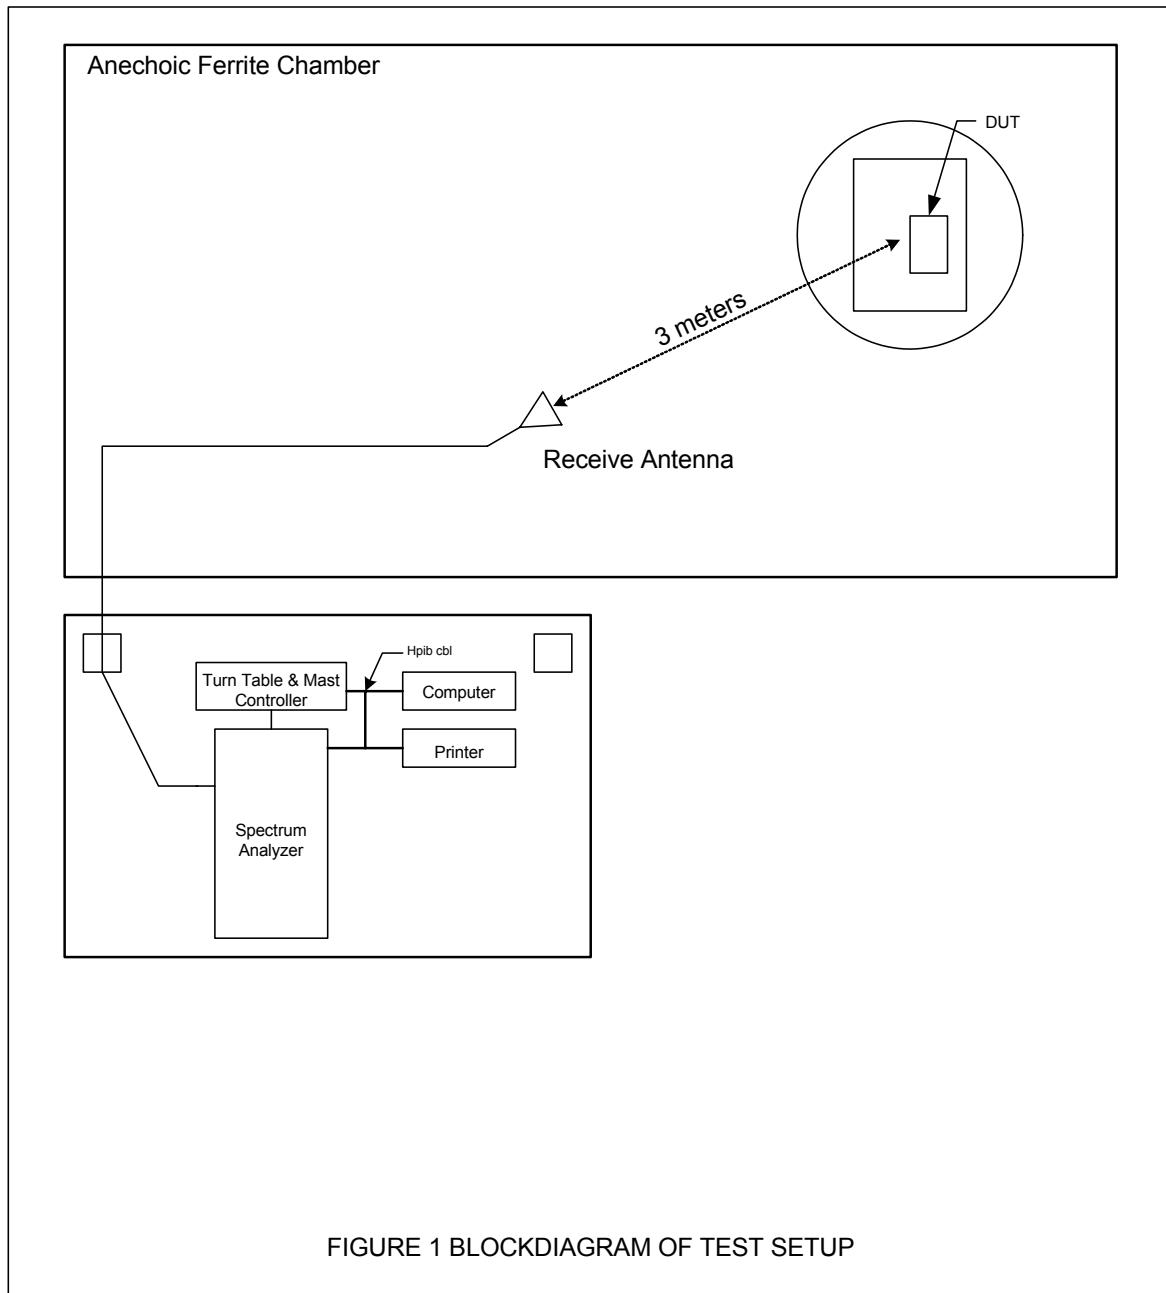 Anechoic Ferrite Chamber
DUT
3 meters
Receive Antenna
Hpib cbl
Turn Table & Mast
Controller
Computer
Printer
Spectrum
Analyzer
FIGURE 1 BLOCKDIAGRAM OF TEST SETUP